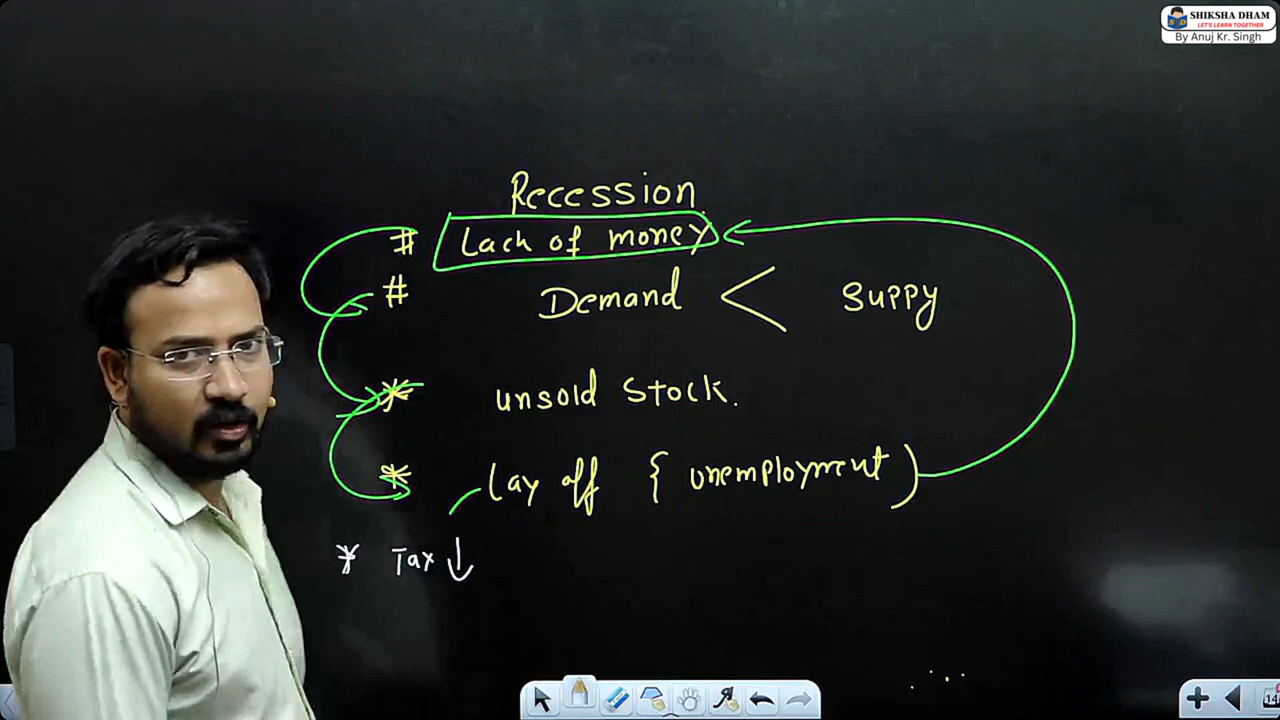 SHIKSHA DHAM
LET'S LEARN TOGETHER
By Anuj Kr. Singh
Recession
# Lack of money
# Demand < suppy
* unsold stock.
* Lay off { unemployment )
* Tax ↓